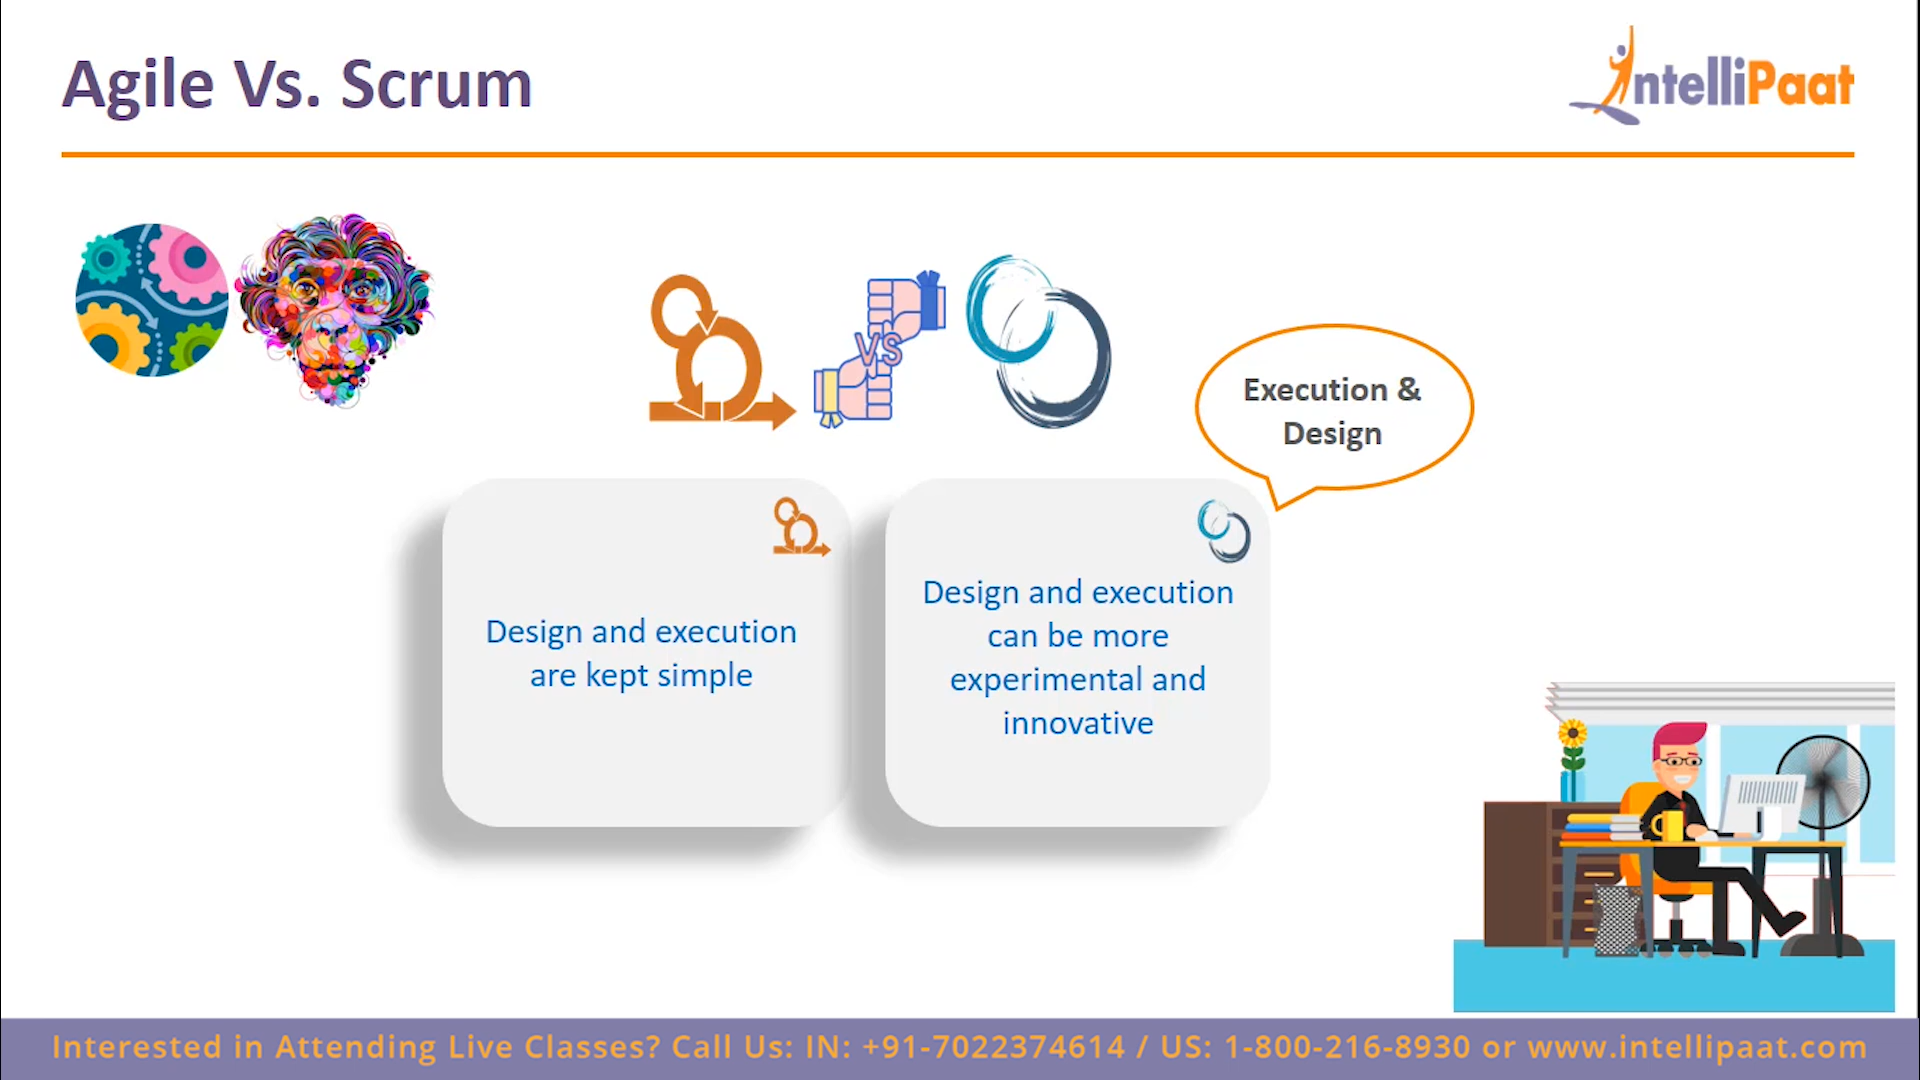 Agile Vs. Scrum
IntelliPaat
VS
Execution &
Design
Design and execution
are kept simple
Design and execution
can be more
experimental and
innovative
Interested in Attending Live Classes? Call Us: IN: +91-7022374614 / US: 1-800-216-8930 or www.intellipaat.com